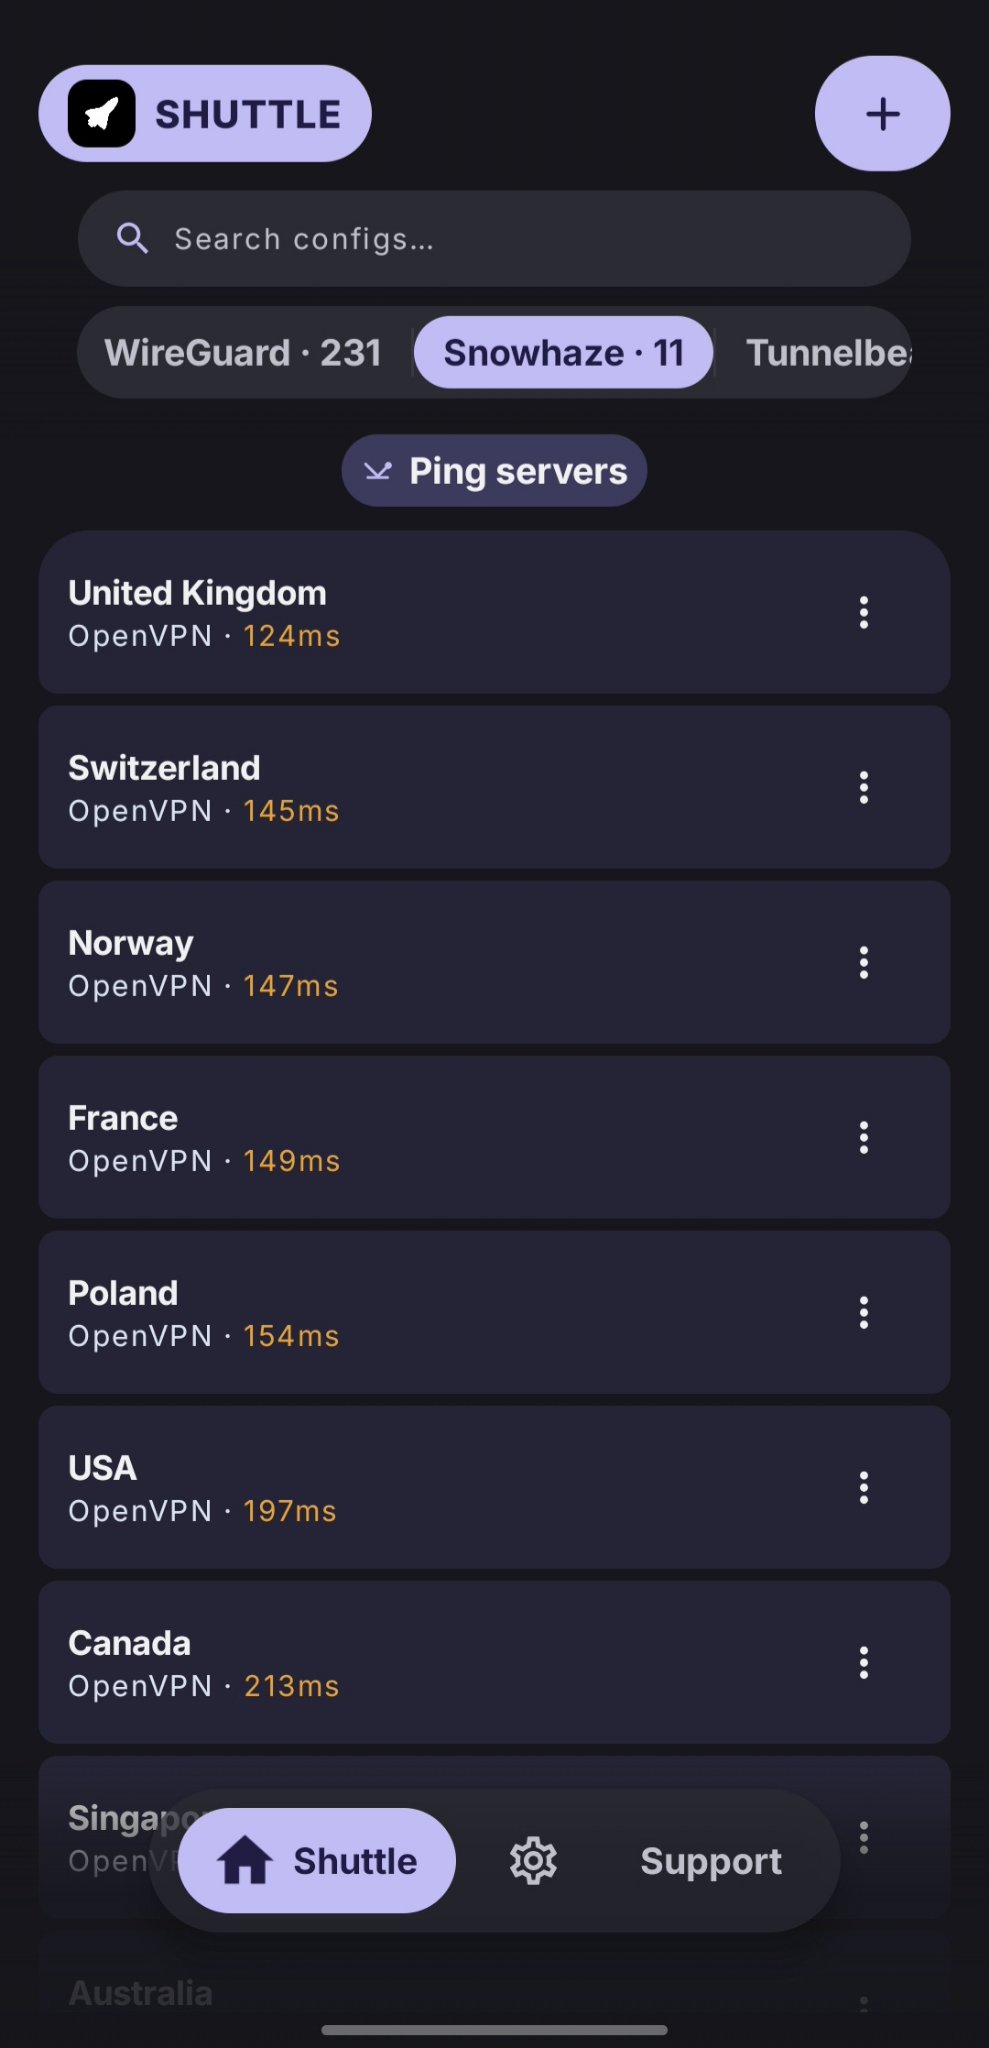 SHUTTLE
Search configs...
WireGuard · 231
Snowhaze · 11
Ping servers
United Kingdom
OpenVPN · 124ms
Switzerland
OpenVPN · 145ms
Norway
OpenVPN · 147ms
France
OpenVPN · 149ms
Poland
OpenVPN · 154ms
USA
OpenVPN · 197ms
Canada
OpenVPN · 213ms
Shuttle
Support
Australia